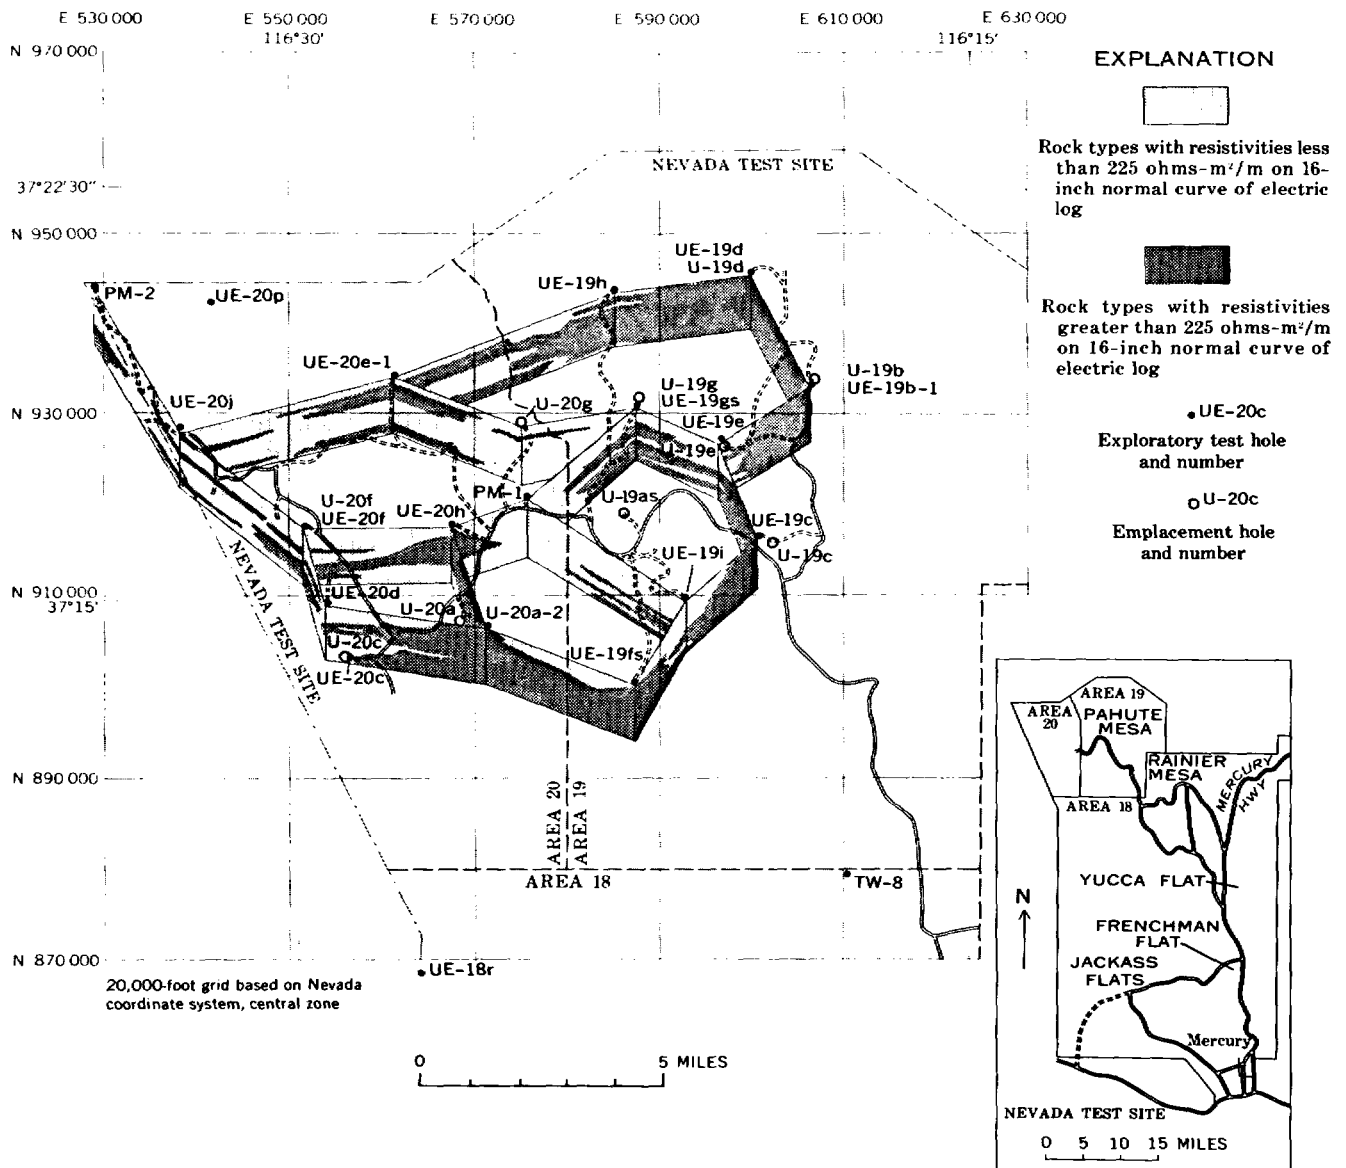 E 530 000
E 550 000
E 570 000
E 590 000
E 610 000
E 630 000
116°30'
116°15'
N 970 000
37°22'30"
N 950 000
N 930 000
N 910 000
37°15'
N 890 000
N 870 000
NEVADA TEST SITE
UE-19d
U-19d
UE-19h
PM-2
UE-20p
UE-20e-1
U-19b
UE-19b-1
U-19g
UE-19gs
UE-20j
U-20g
UE-19e
U-19e
PM-1
U-20f
UE-20f
UE-20h
U-19as
UE-19c
U-19c
UE-19i
NEVADA TEST SITE
UE-20d
U-20a
U-20a-2
U-20c
UE-20c
UE-19fs
AREA 20
AREA 19
AREA 18
TW-8
UE-18r
20,000-foot grid based on Nevada
coordinate system, central zone
0 5 MILES
EXPLANATION
Rock types with resistivities less
than 225 ohms-m²/m on 16-
inch normal curve of electric
log
Rock types with resistivities
greater than 225 ohms-m²/m
on 16-inch normal curve of
electric log
UE-20c
Exploratory test hole
and number
U-20c
Emplacement hole
and number
AREA 19
AREA
20
PAHUTE
MESA
RAINIER
MESA
MERCURY
HWY
AREA 18
YUCCA FLAT
N
FRENCHMAN
FLAT
JACKASS
FLATS
Mercury
NEVADA TEST SITE
0 5 10 15 MILES